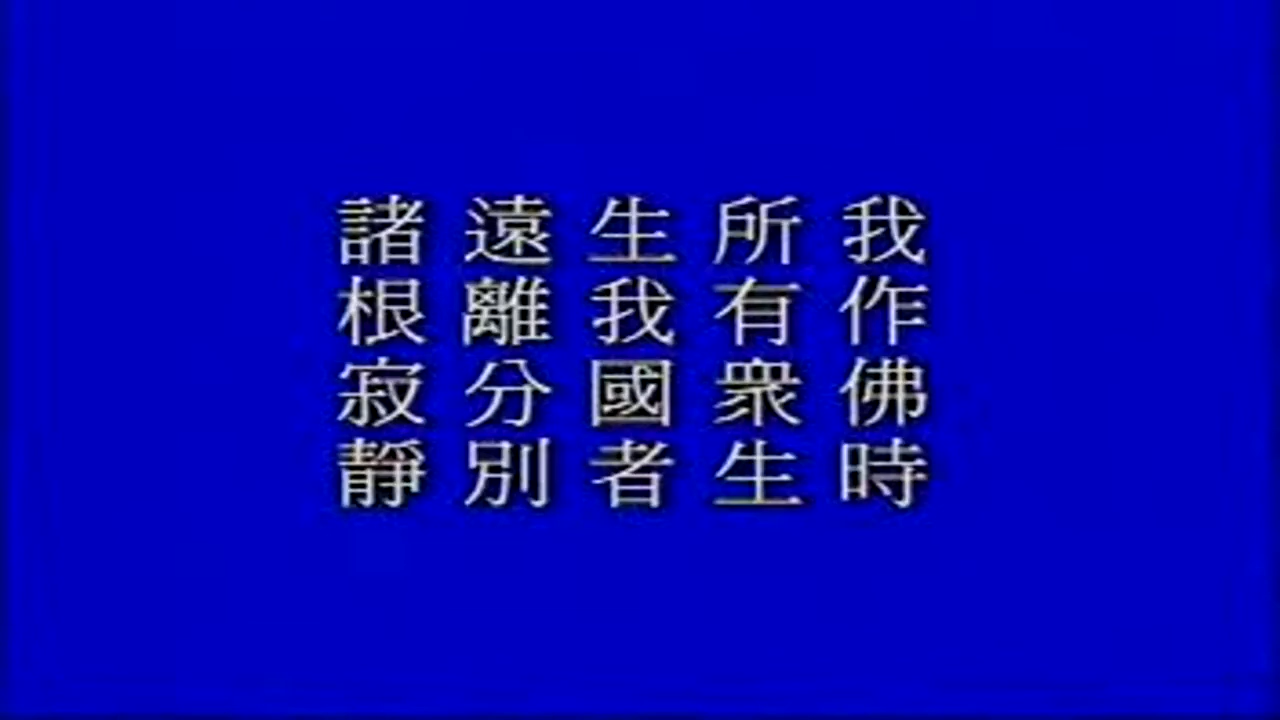 我作佛時
所有衆生
生我國者
遠離分別
諸根寂靜